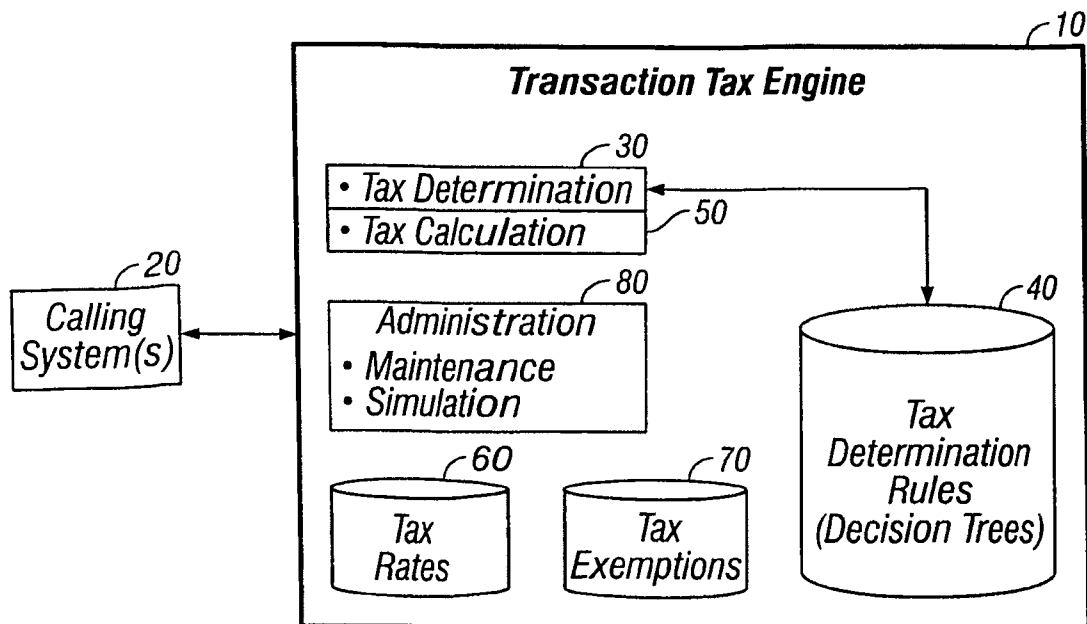 10
Transaction Tax Engine
30
• Tax Determination
• Tax Calculation
50
20
Calling
System(s)
80
Administration
• Maintenance
• Simulation
40
Tax
Determination
Rules
(Decision Trees)
60
Tax
Rates
70
Tax
Exemptions